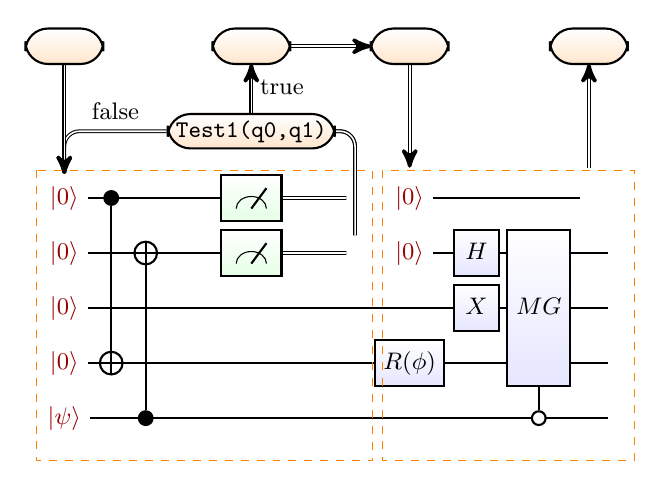 true
false
Test1(q0,q1)
|0⟩ |0⟩
|0⟩ |0⟩ H
|0⟩ X MG
|0⟩ R(ϕ)
|ψ⟩